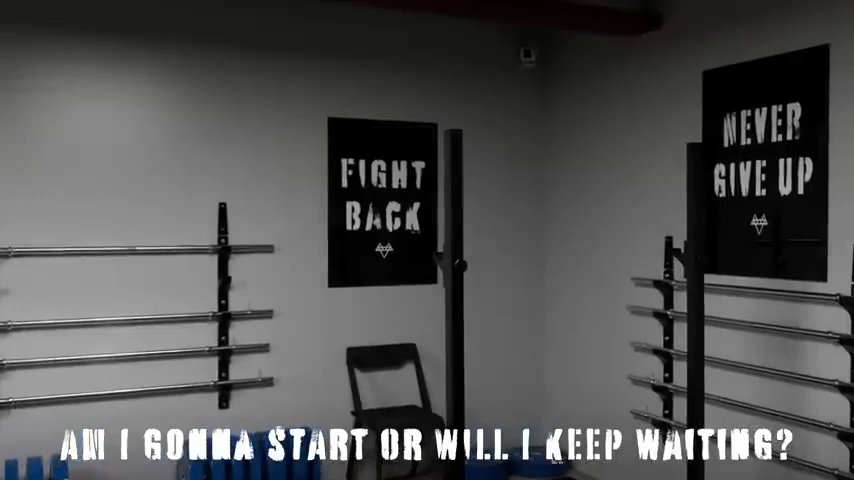 FIGHT
BACK
NEVER
GIVE UP
AM I GONNA START OR WILL I KEEP WAITING?